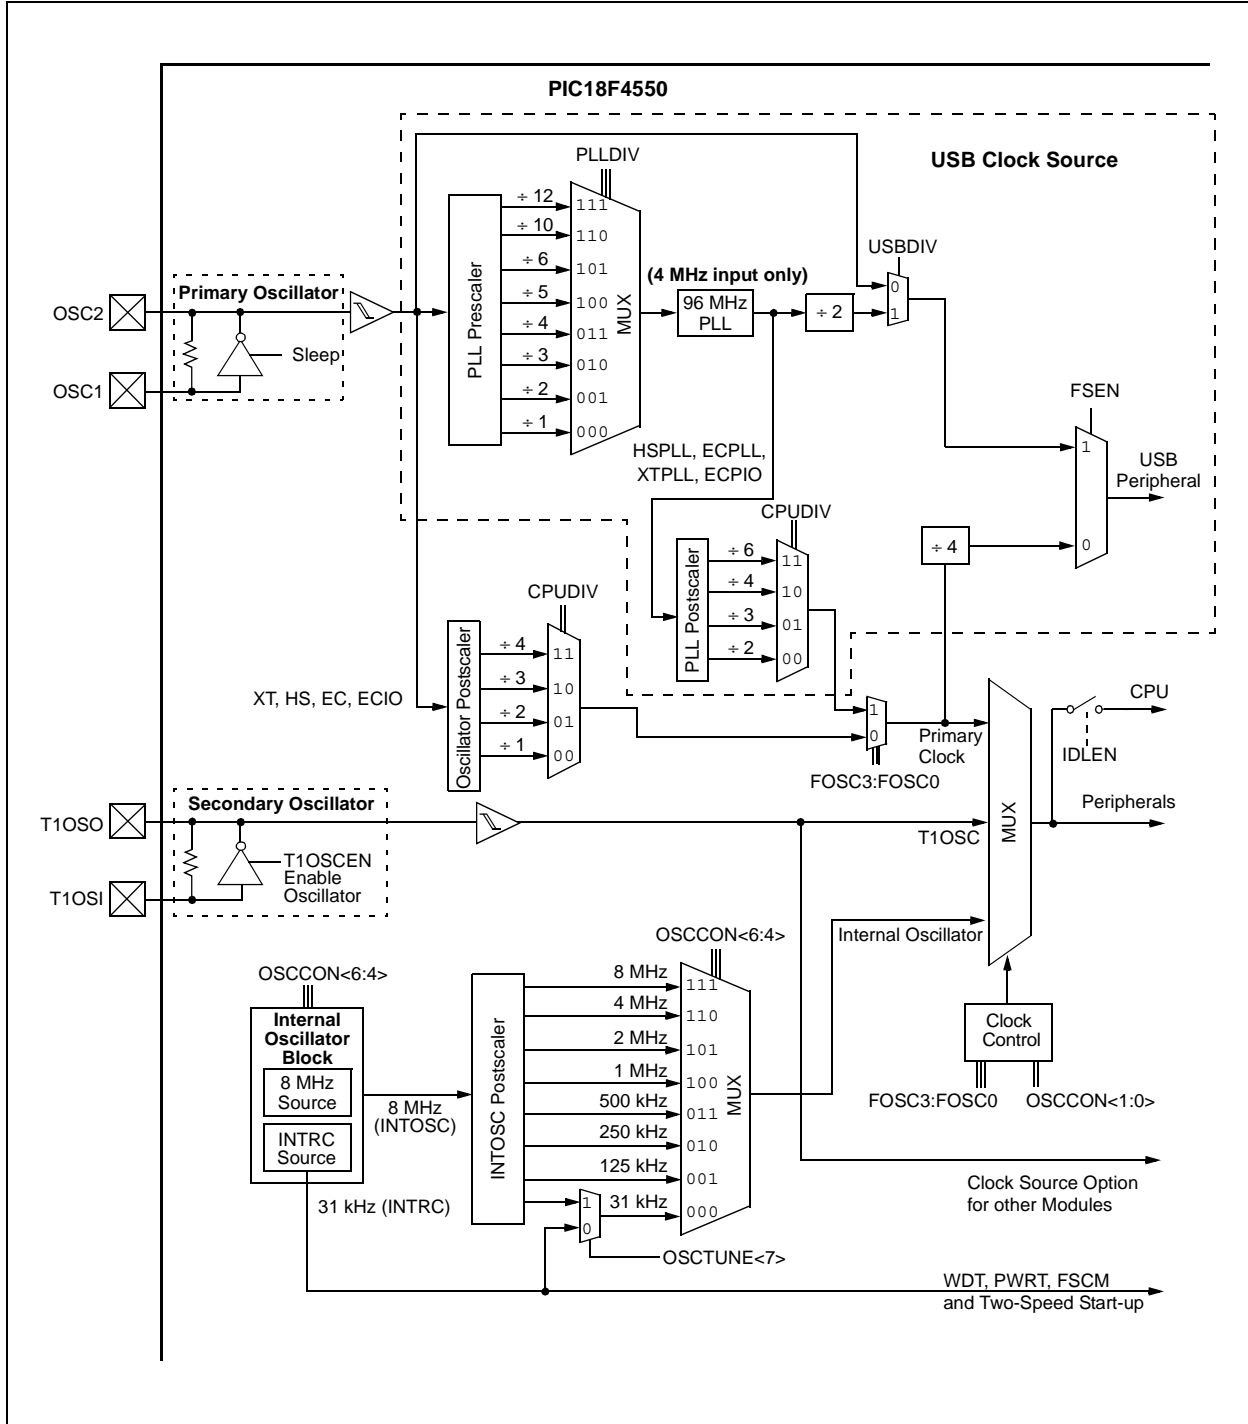 PIC18F4550
USB Clock Source
PLLDIV
÷ 12
111
÷ 10
110
÷ 6
101
÷ 5
100
÷ 4
011
÷ 3
010
÷ 2
001
÷ 1
000
PLL Prescaler
MUX
(4 MHz input only)
96 MHz
PLL
÷ 2
USBDIV
0
1
Primary Oscillator
OSC2
Sleep
OSC1
FSEN
1
0
USB
Peripheral
HSPLL, ECPLL,
XTPLL, ECPIO
CPUDIV
PLL Postscaler
÷ 6
11
÷ 4
10
÷ 3
01
÷ 2
00
÷ 4
CPUDIV
Oscillator Postscaler
÷ 4
11
÷ 3
10
÷ 2
01
÷ 1
00
XT, HS, EC, ECIO
1
0
FOSC3:FOSC0
Primary
Clock
CPU
IDLEN
Peripherals
MUX
Secondary Oscillator
T1OSO
T1OSCEN
Enable
Oscillator
T1OSI
T1OSC
Internal Oscillator
OSCCON<6:4>
OSCCON<6:4>
Internal
Oscillator
Block
8 MHz
Source
INTRC
Source
8 MHz
(INTOSC)
31 kHz (INTRC)
INTOSC Postscaler
8 MHz
111
4 MHz
110
2 MHz
101
1 MHz
100
500 kHz
011
250 kHz
010
125 kHz
001
1
0
31 kHz
000
MUX
OSCTUNE<7>
Clock
Control
FOSC3:FOSC0
OSCCON<1:0>
Clock Source Option
for other Modules
WDT, PWRT, FSCM
and Two-Speed Start-up